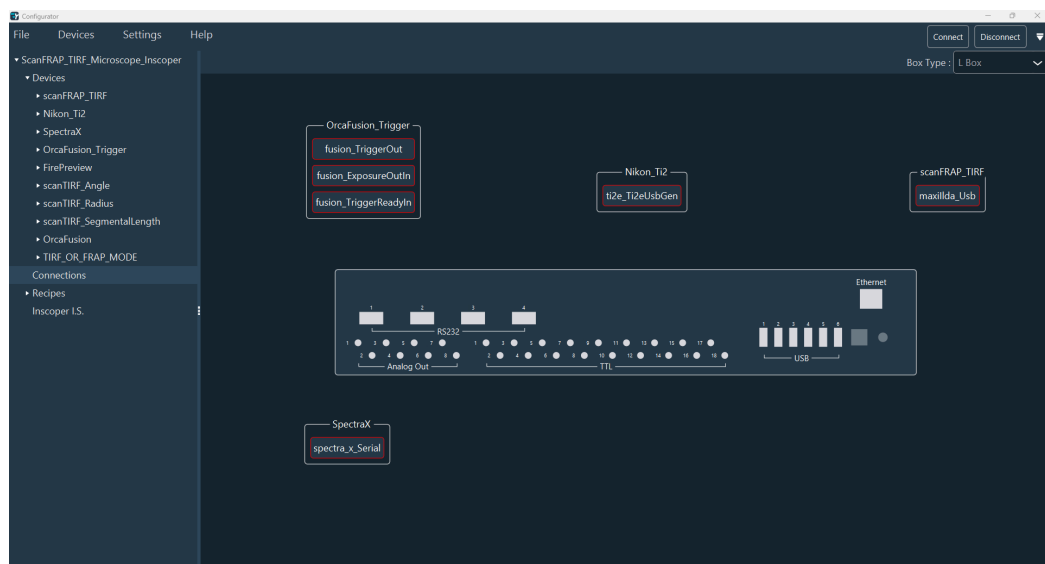 Configurator
File Devices Settings Help
Connect Disconnect
ScanFRAP_TIRF_Microscope_Inscoper
Box Type : L Box
Devices
scanFRAP_TIRF
Nikon_Ti2
SpectraX
OrcaFusion_Trigger
FirePreview
scanTIRF_Angle
scanTIRF_Radius
scanTIRF_SegmentalLength
OrcaFusion
TIRF_OR_FRAP_MODE
Connections
Recipes
Inscoper I.S.
OrcaFusion_Trigger
fusion_TriggerOut
fusion_ExposureOutIn
fusion_TriggerReadyIn
Nikon_Ti2
ti2e_Ti2eUsbGen
scanFRAP_TIRF
maxiIlda_Usb
Ethernet
1 2 3 4
RS232
1 2 3 4 5 6
USB
1 3 5 7
2 4 6 8
Analog Out
1 3 5 7 9 11 13 15 17
2 4 6 8 10 12 14 16 18
TTL
SpectraX
spectra_x_Serial